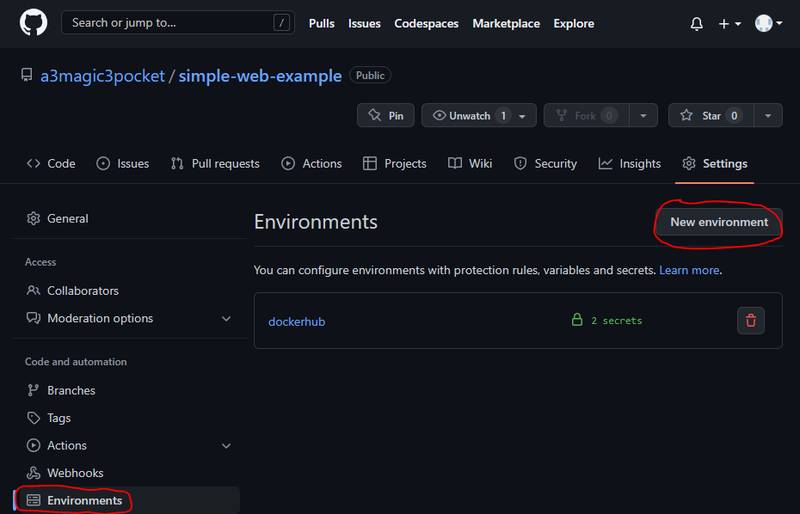 Search or jump to... / Pulls Issues Codespaces Marketplace Explore
a3magic3pocket / simple-web-example Public
Pin Unwatch 1 Fork 0 Star 0
Code Issues Pull requests Actions Projects Wiki Security Insights Settings
General
Access
Collaborators
Moderation options
Code and automation
Branches
Tags
Actions
Webhooks
Environments
Environments New environment
You can configure environments with protection rules, variables and secrets. Learn more.
dockerhub 2 secrets